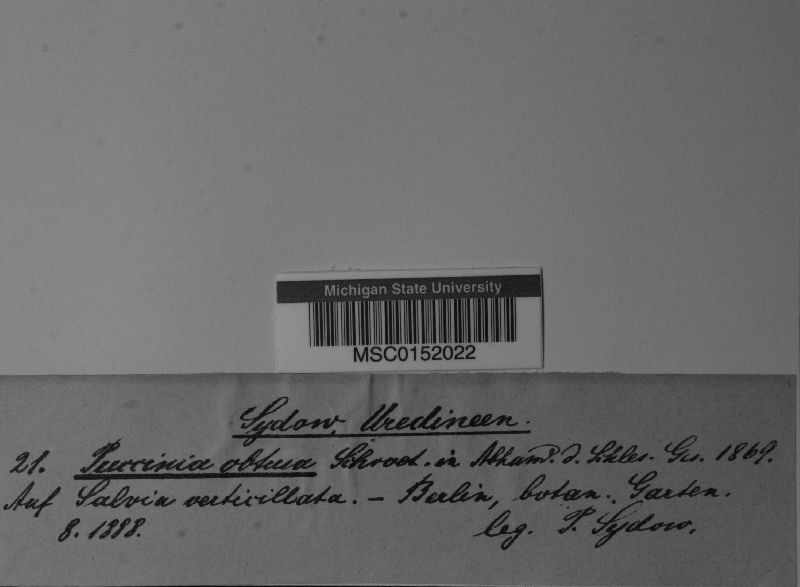 Michigan State University
MSC0152022
Sydow, Uredineen.
21. Puccinia obtusa Schroet. in Abhand. d. Schles. Ges. 1869.
Auf Salvia verticillata. – Berlin, botan. Garten.
8. 1888. leg. P. Sydow.